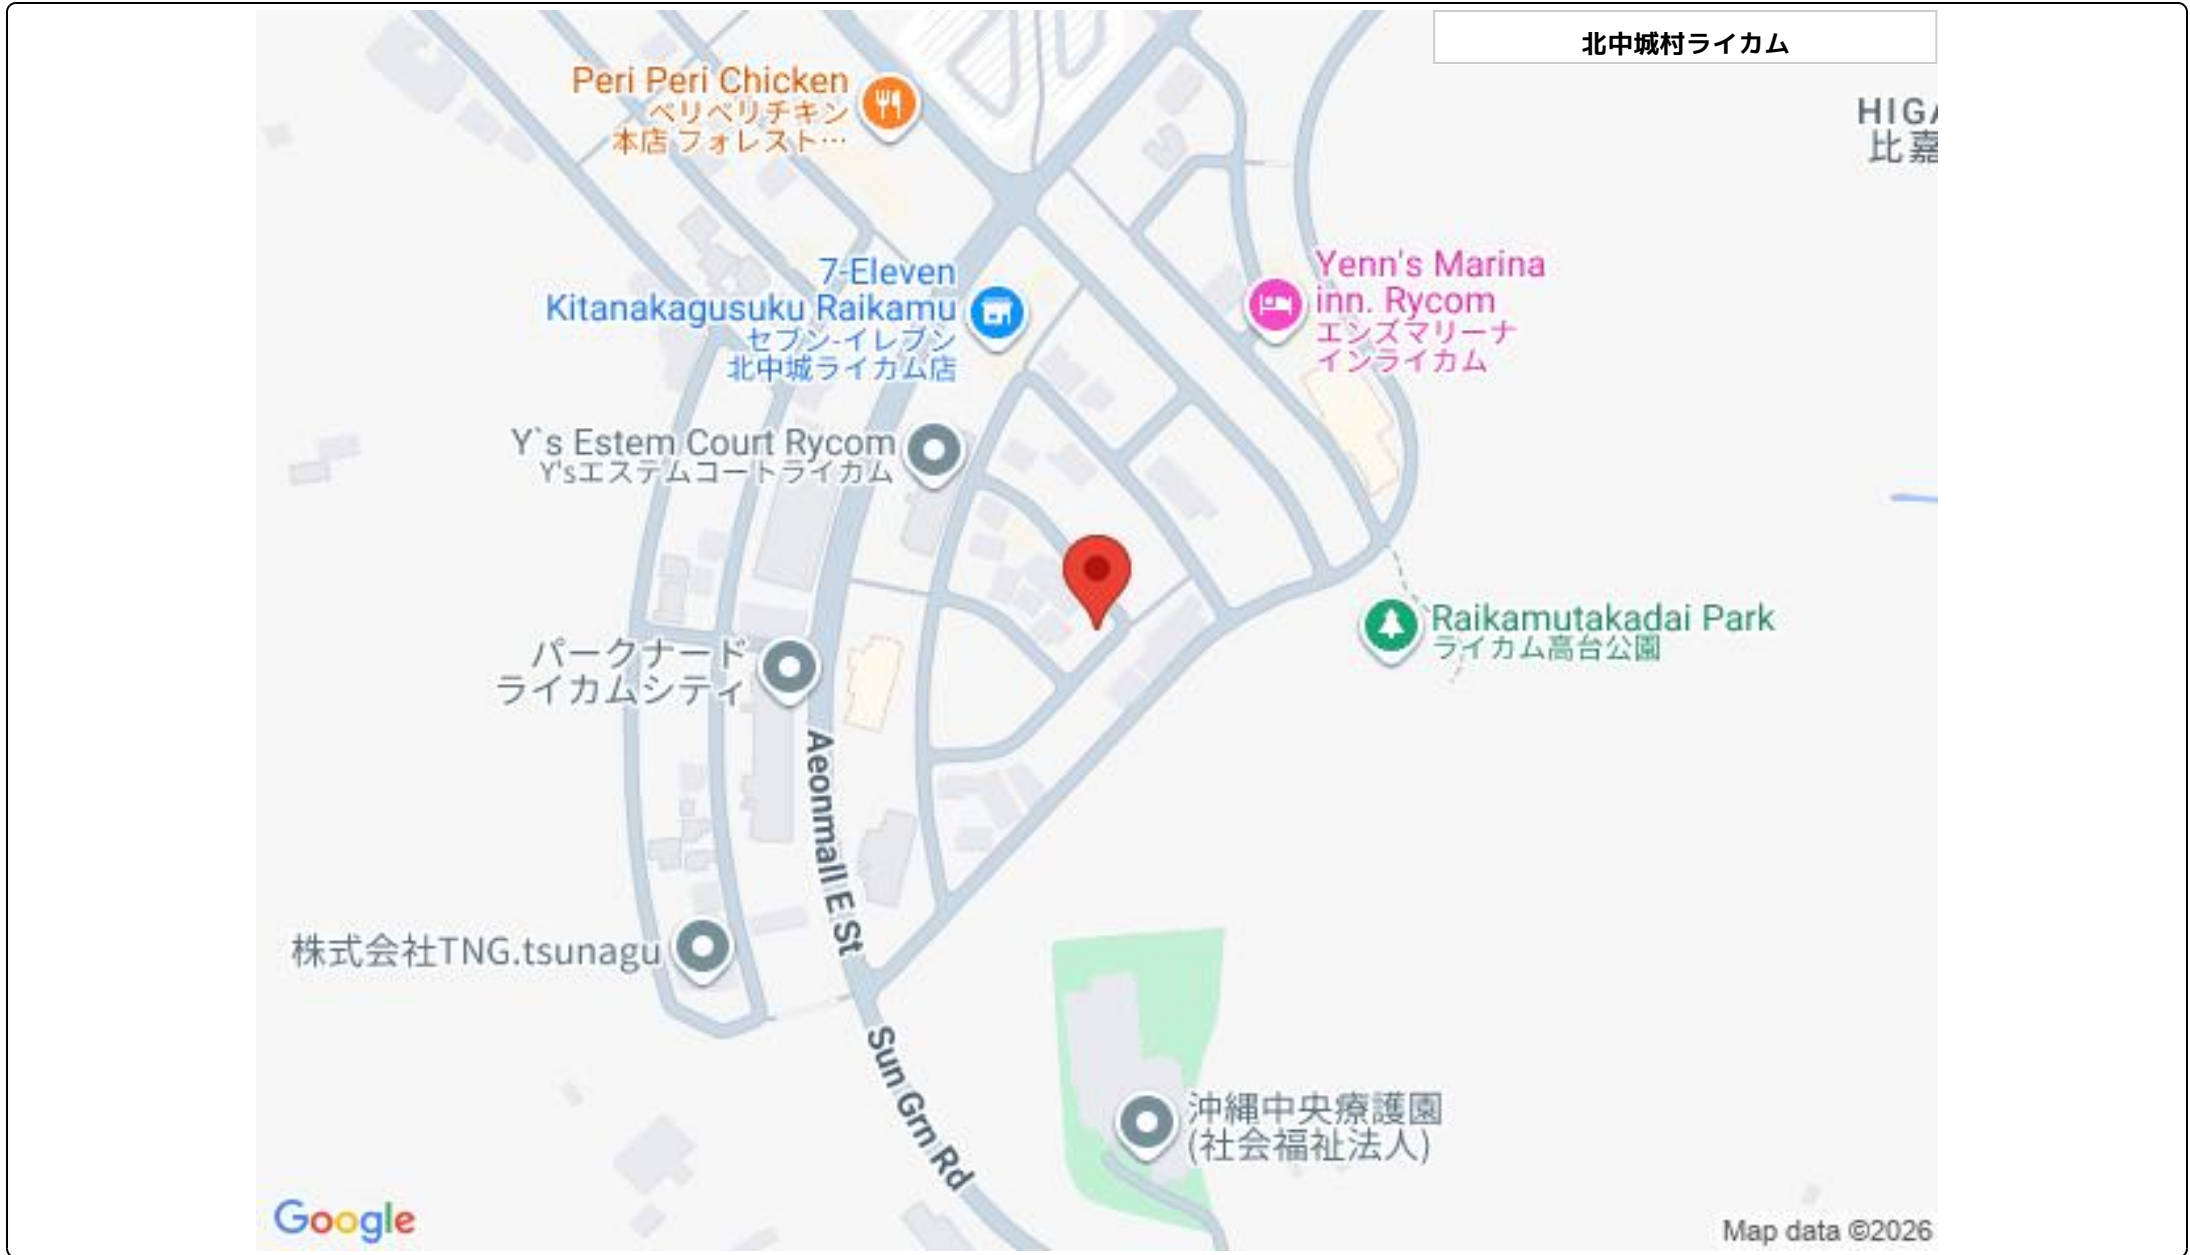 北中城村ライカム
Peri Peri Chicken
ペリペリチキン
本店 フォレスト…
HIGA
比嘉
7-Eleven
Kitanakagusuku Raikamu
セブン-イレブン
北中城ライカム店
Yenn's Marina
inn. Rycom
エンズマリーナ
インライカム
Y`s Estem Court Rycom
Y'sエステムコートライカム
Raikamutakadai Park
ライカム高台公園
パークナード
ライカムシティ
Aeonmall E St
株式会社TNG.tsunagu
Sun Grn Rd
沖縄中央療護園
(社会福祉法人)
Google
Map data ©2026